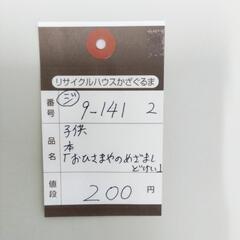 リサイクルハウスかざぐるま
番号 ジ 9-141 2
品名 子供
本
「おひさまやのめざまし
どけい」
値段 200 円